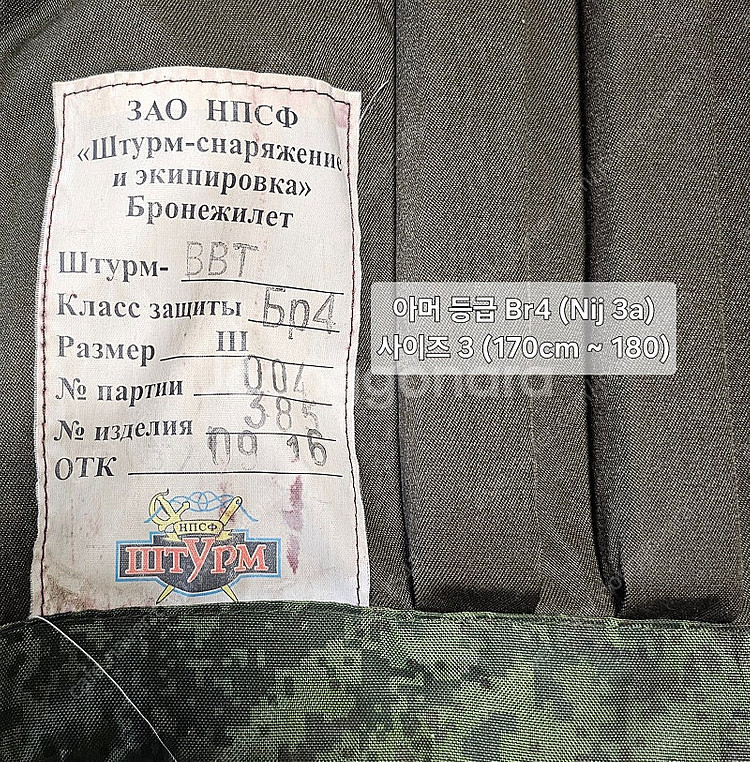 ЗАО НПСФ
«Штурм-снаряжение
и экипировка»
Бронежилет
Штурм- ВВТ
Класс защиты Бр4
Размер III
№ партии 004
№ изделия 385
ОТК 09 16
아머 등급 Br4 (Nij 3a)
사이즈 3 (170cm ~ 180)
НПСФ
ШТУРМ